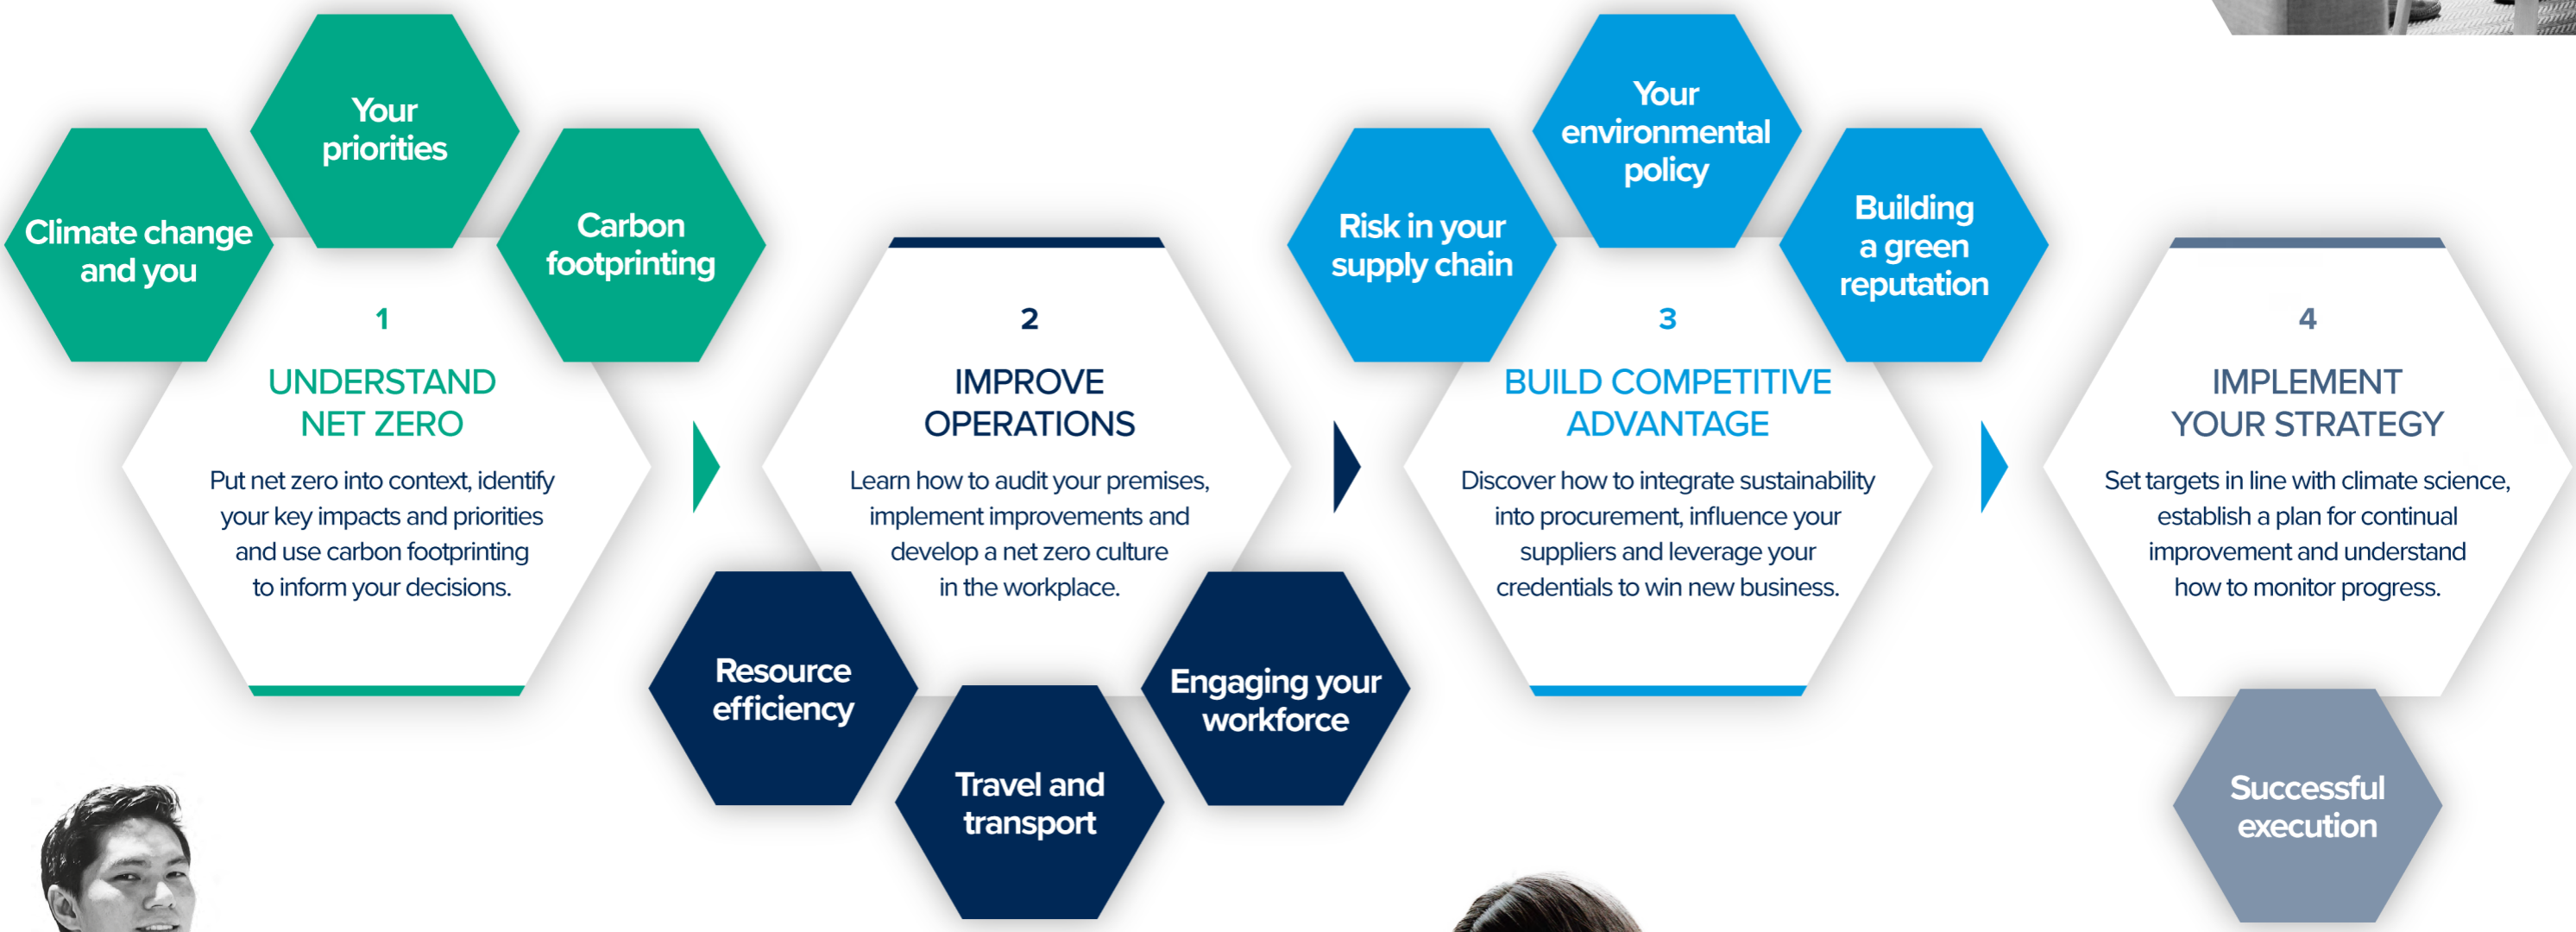 Climate change
and you
Your
priorities
Carbon
footprinting
1
UNDERSTAND
NET ZERO
Put net zero into context, identify
your key impacts and priorities
and use carbon footprinting
to inform your decisions.
2
IMPROVE
OPERATIONS
Learn how to audit your premises,
implement improvements and
develop a net zero culture
in the workplace.
Resource
efficiency
Travel and
transport
Engaging your
workforce
Risk in your
supply chain
Your
environmental
policy
Building
a green
reputation
3
BUILD COMPETITIVE
ADVANTAGE
Discover how to integrate sustainability
into procurement, influence your
suppliers and leverage your
credentials to win new business.
4
IMPLEMENT
YOUR STRATEGY
Set targets in line with climate science,
establish a plan for continual
improvement and understand
how to monitor progress.
Successful
execution